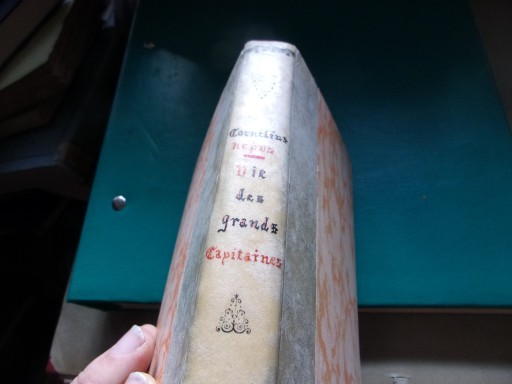 Cornelius
nepos
Vie
des
grands
Capitaines